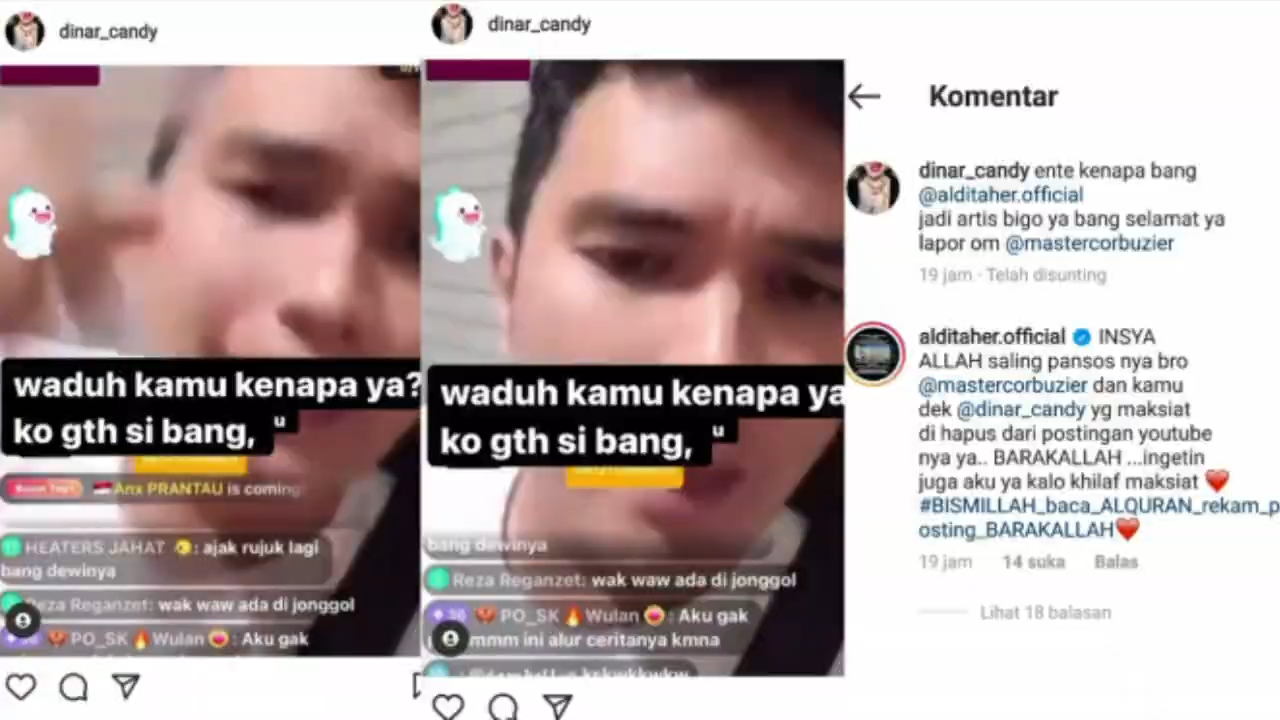 dinar_candy
waduh kamu kenapa ya?
ko gth si bang, u
Anx PRANTAU is coming
HEATERS JAHAT : ajak rujuk lagi
bang dewinya
Reza Reganzet: wak waw ada di jonggol
36 PO_SK Wulan : Aku gak
dinar_candy
waduh kamu kenapa ya
ko gth si bang, u
bang dewinya
Reza Reganzet: wak waw ada di jonggol
36 PO_SK Wulan : Aku gak
mmm ini alur ceritanya kmna
Komentar
dinar_candy ente kenapa bang
@alditaher.official
jadi artis bigo ya bang selamat ya
lapor om @mastercorbuzier
19 jam · Telah disunting
alditaher.official INSYA
ALLAH saling pansos nya bro
@mastercorbuzier dan kamu
dek @dinar_candy yg maksiat
di hapus dari postingan youtube
nya ya.. BARAKALLAH ...ingetin
juga aku ya kalo khilaf maksiat ❤️
#BISMILLAH_baca_ALQURAN_rekam_p
osting_BARAKALLAH❤️
19 jam 14 suka Balas
Lihat 18 balasan